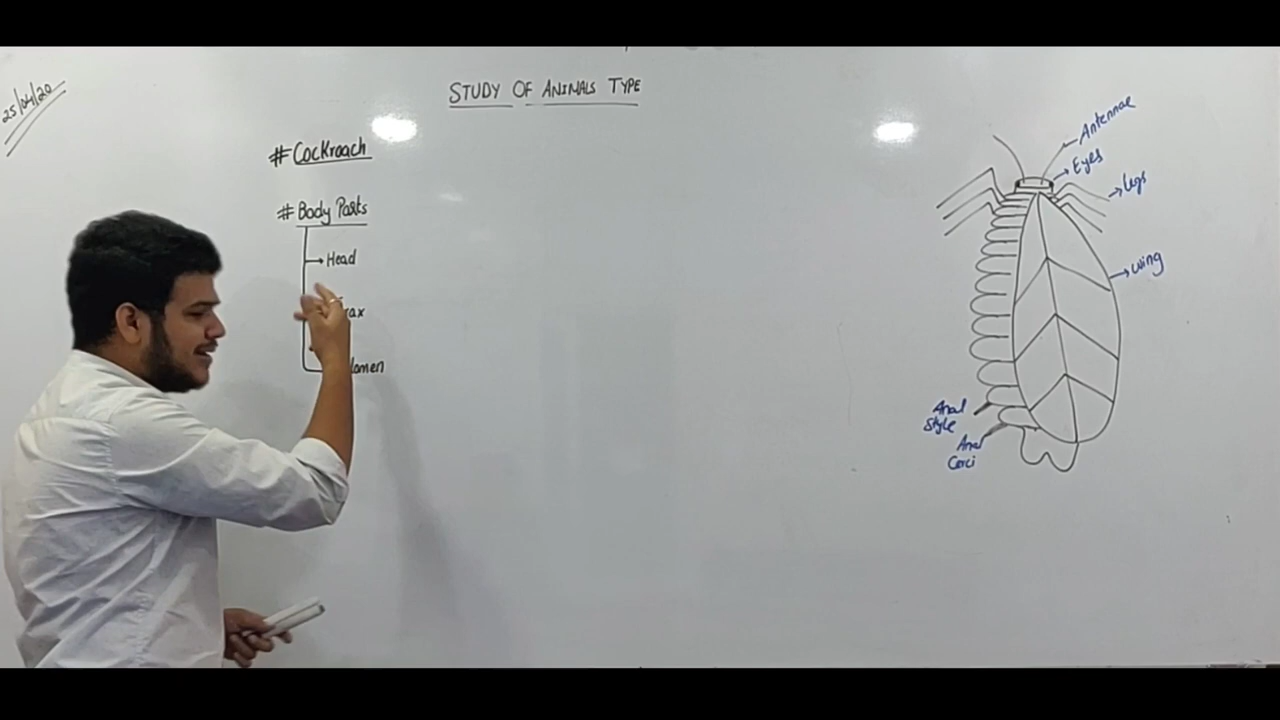 25/04/20
STUDY OF ANIMALS TYPE
# Cockroach
# Body Parts
Head
Antennae
Eyes
Legs
wing
Anal
Style
Anal
Cerci